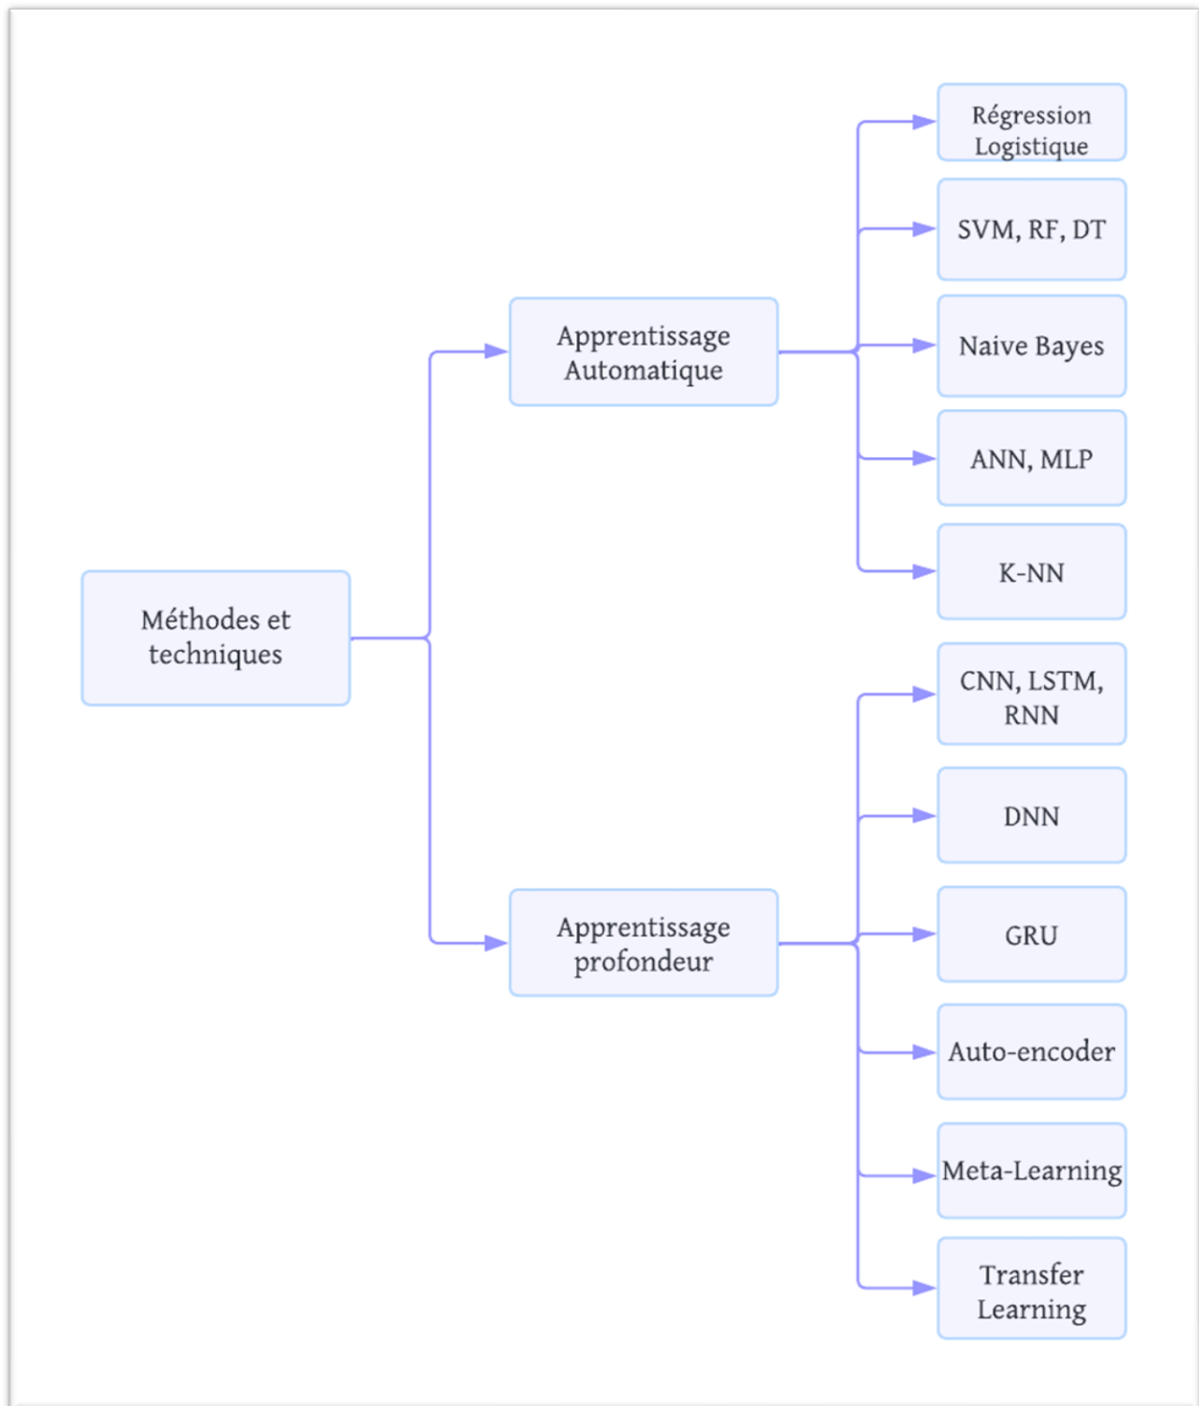 Régression
Logistique
SVM, RF, DT
Apprentissage
Automatique
Naive Bayes
ANN, MLP
K-NN
Méthodes et
techniques
CNN, LSTM,
RNN
DNN
Apprentissage
profondeur
GRU
Auto-encoder
Meta-Learning
Transfer
Learning